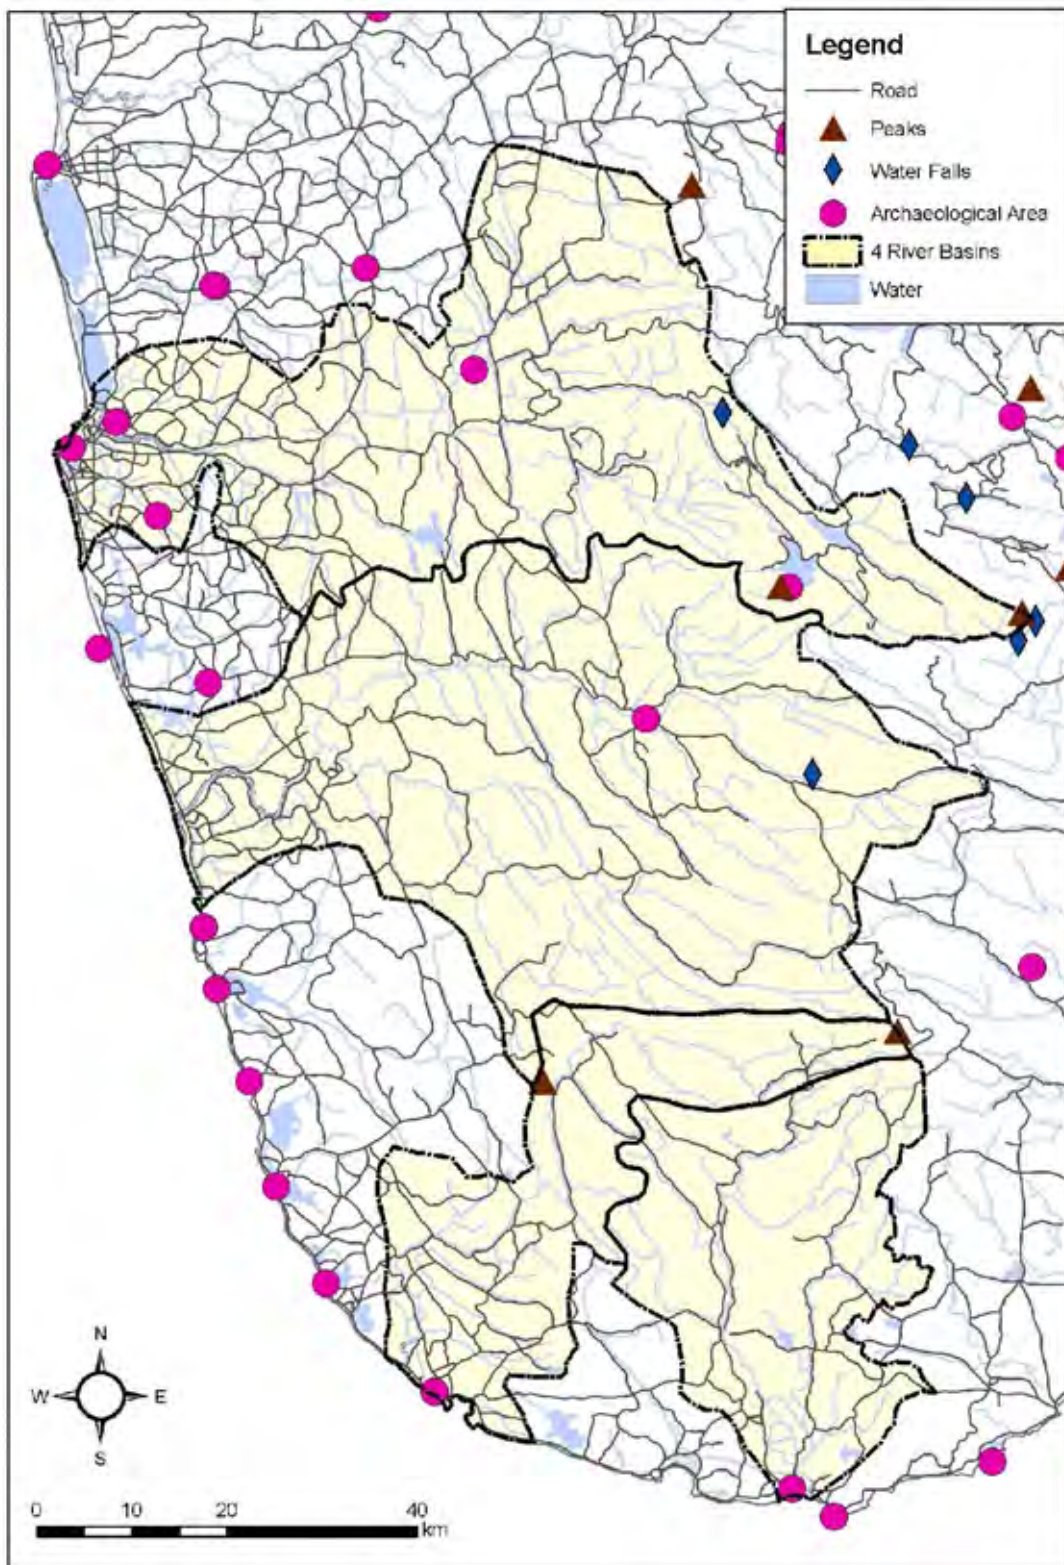 Legend
Road
Peaks
Water Falls
Archaeological Area
4 River Basins
Water
N
W E
S
0 10 20 40
km